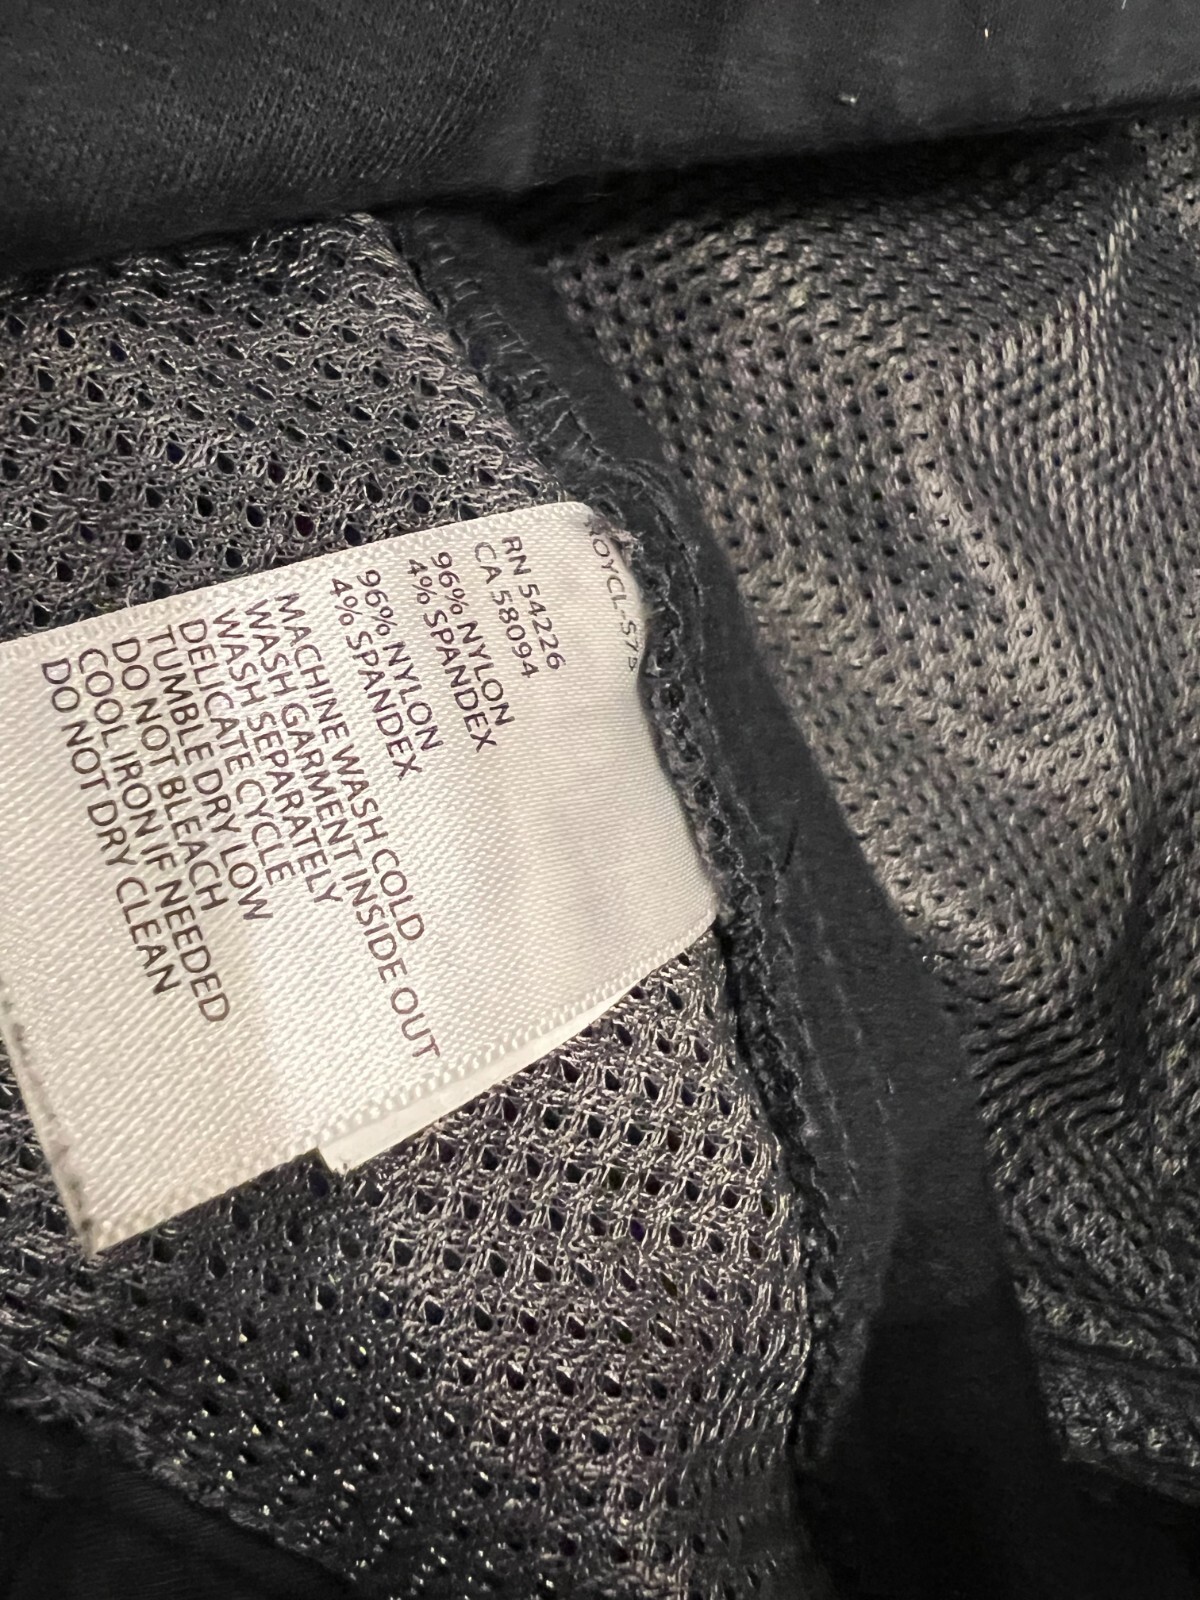 RN 54226
CA 58094
96% NYLON
4% SPANDEX
96% NYLON
4% SPANDEX
MACHINE WASH COLD
WASH GARMENT INSIDE OUT
WASH SEPARATELY
DELICATE CYCLE
TUMBLE DRY LOW
DO NOT BLEACH
COOL IRON IF NEEDED
DO NOT DRY CLEAN